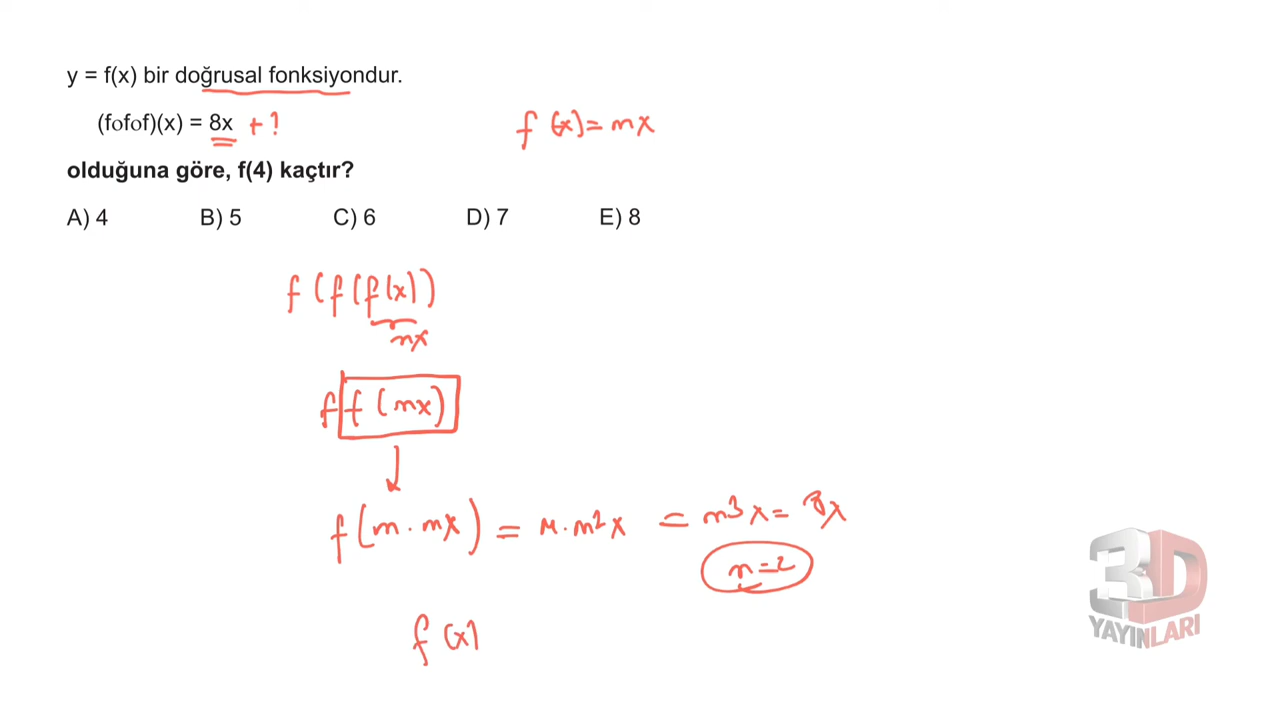 y = f(x) bir doğrusal fonksiyondur.
(fofof)(x) = 8x + ?
f(x) = mx
olduğuna göre, f(4) kaçtır?
A) 4 B) 5 C) 6 D) 7 E) 8
f(f(f(x))
mx
f f(mx)
f(m · mx) = m · m²x = m³x = 8x
m = 2
f(x)
3D
YAYINLARI